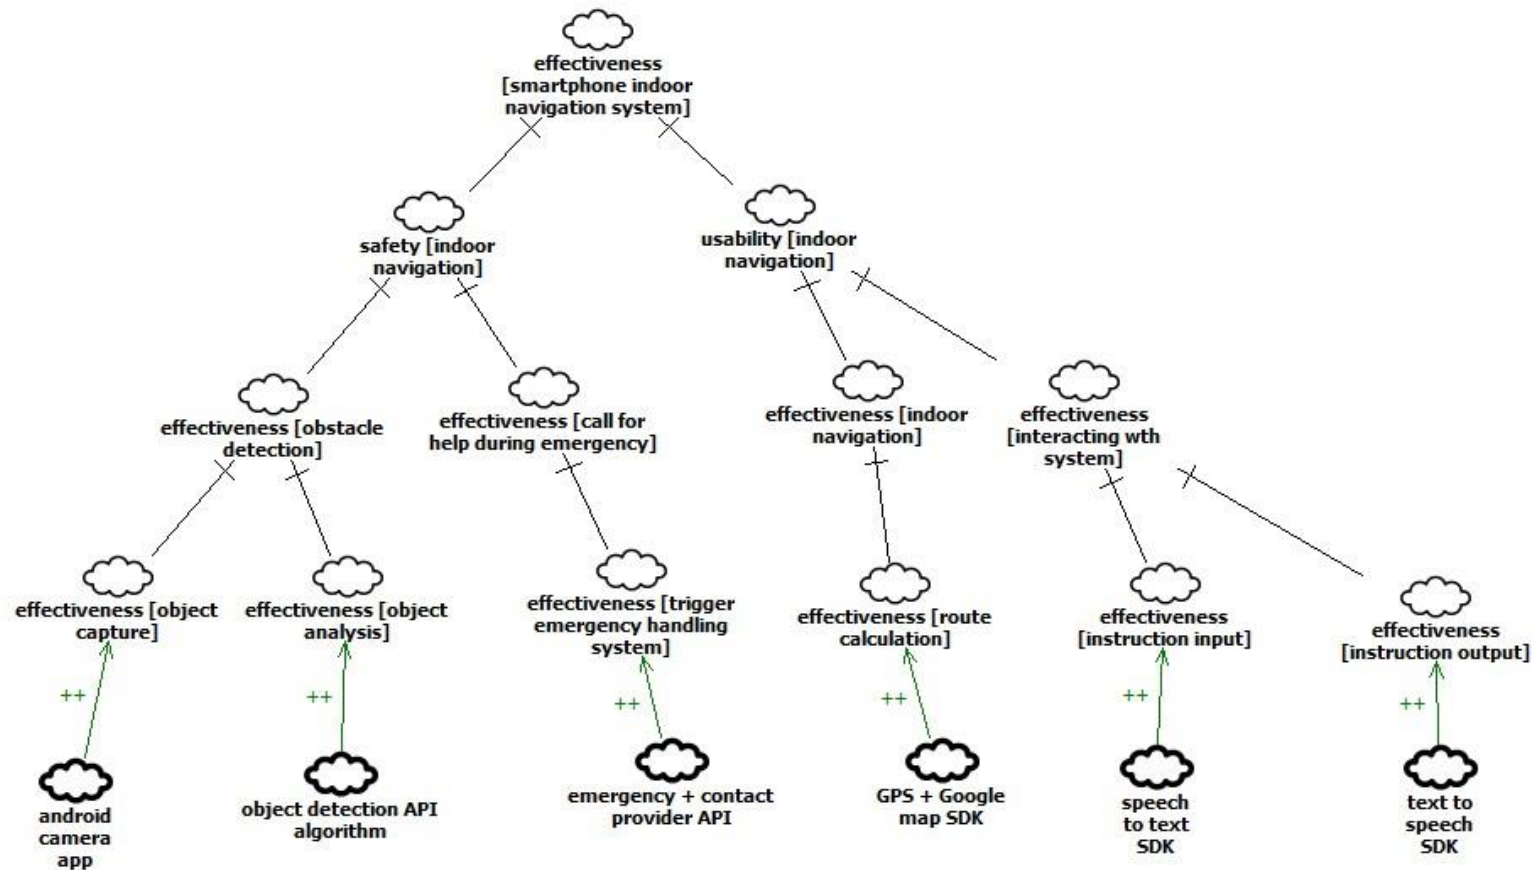 effectiveness
[smartphone indoor
navigation system]
safety [indoor
navigation]
usability [indoor
navigation]
effectiveness [obstacle
detection]
effectiveness [call for
help during emergency]
effectiveness [indoor
navigation]
effectiveness
[interacting wth
system]
effectiveness [object
capture]
effectiveness [object
analysis]
effectiveness [trigger
emergency handling
system]
effectiveness [route
calculation]
effectiveness
[instruction input]
effectiveness
[instruction output]
++
++
++
++
++
++
android
camera
app
object detection API
algorithm
emergency + contact
provider API
GPS + Google
map SDK
speech
to text
SDK
text to
speech
SDK